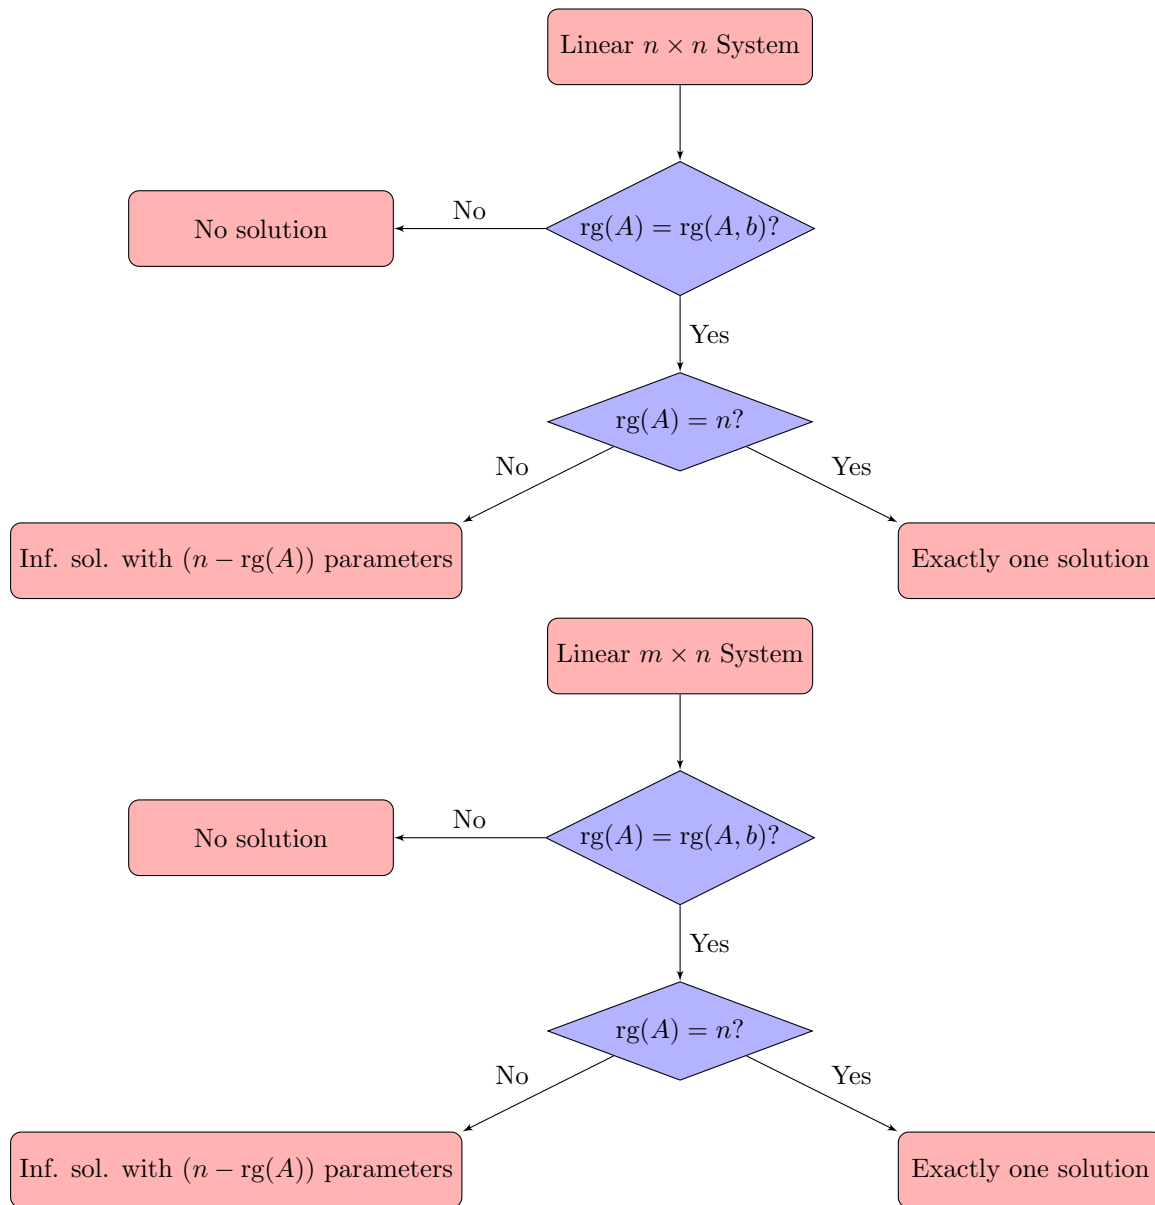 Linear n × n System
No solution
No
rg(A) = rg(A, b)?
Yes
rg(A) = n?
No
Yes
Inf. sol. with (n − rg(A)) parameters
Exactly one solution
Linear m × n System
No solution
No
rg(A) = rg(A, b)?
Yes
rg(A) = n?
No
Yes
Inf. sol. with (n − rg(A)) parameters
Exactly one solution